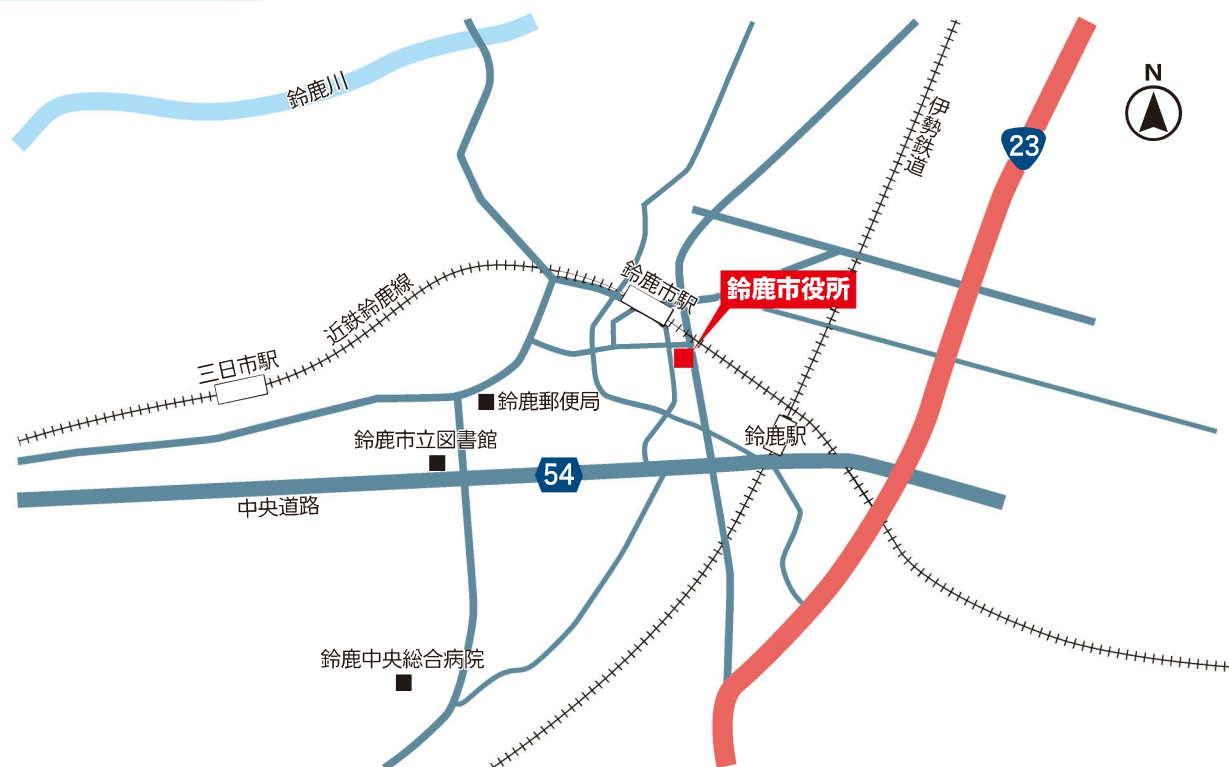 鈴鹿川
N
伊勢鉄道
23
鈴鹿市駅
鈴鹿市役所
近鉄鈴鹿線
三日市駅
鈴鹿郵便局
鈴鹿市立図書館
鈴鹿駅
54
中央道路
鈴鹿中央総合病院